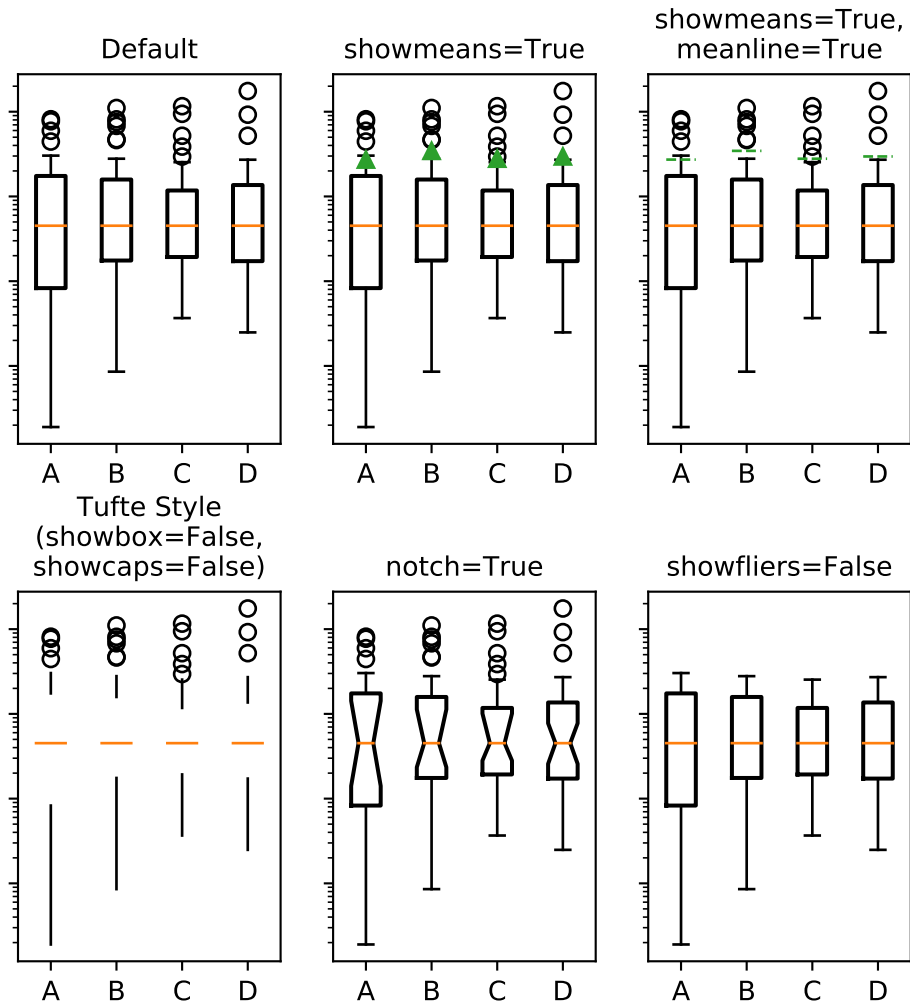 Default
showmeans=True
showmeans=True,
meanline=True
A B C D
A B C D
A B C D
Tufte Style
(showbox=False,
showcaps=False)
notch=True
showfliers=False
A B C D
A B C D
A B C D